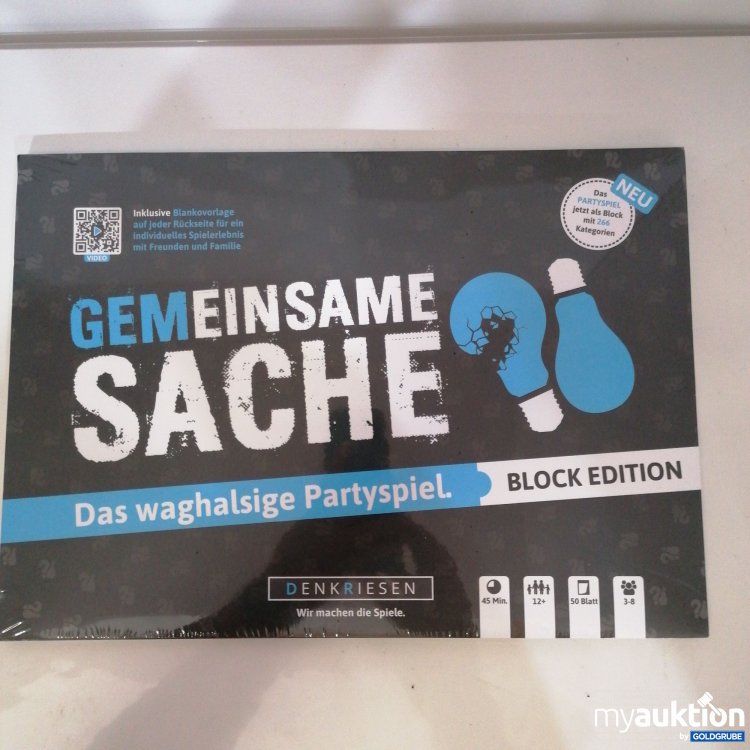 Inklusive Blankovorlage
auf jeder Rückseite für ein
individuelles Spielerlebnis
mit Freunden und Familie
VIDEO
NEU
Das
PARTYSPIEL
jetzt als Block
mit 266
Kategorien
GEMEINSAME
SACHE
Das waghalsige Partyspiel.
BLOCK EDITION
DENKRIESEN
Wir machen die Spiele.
45 Min.
12+
50 Blatt
3-8
myauktion
by GOLDGRUBE